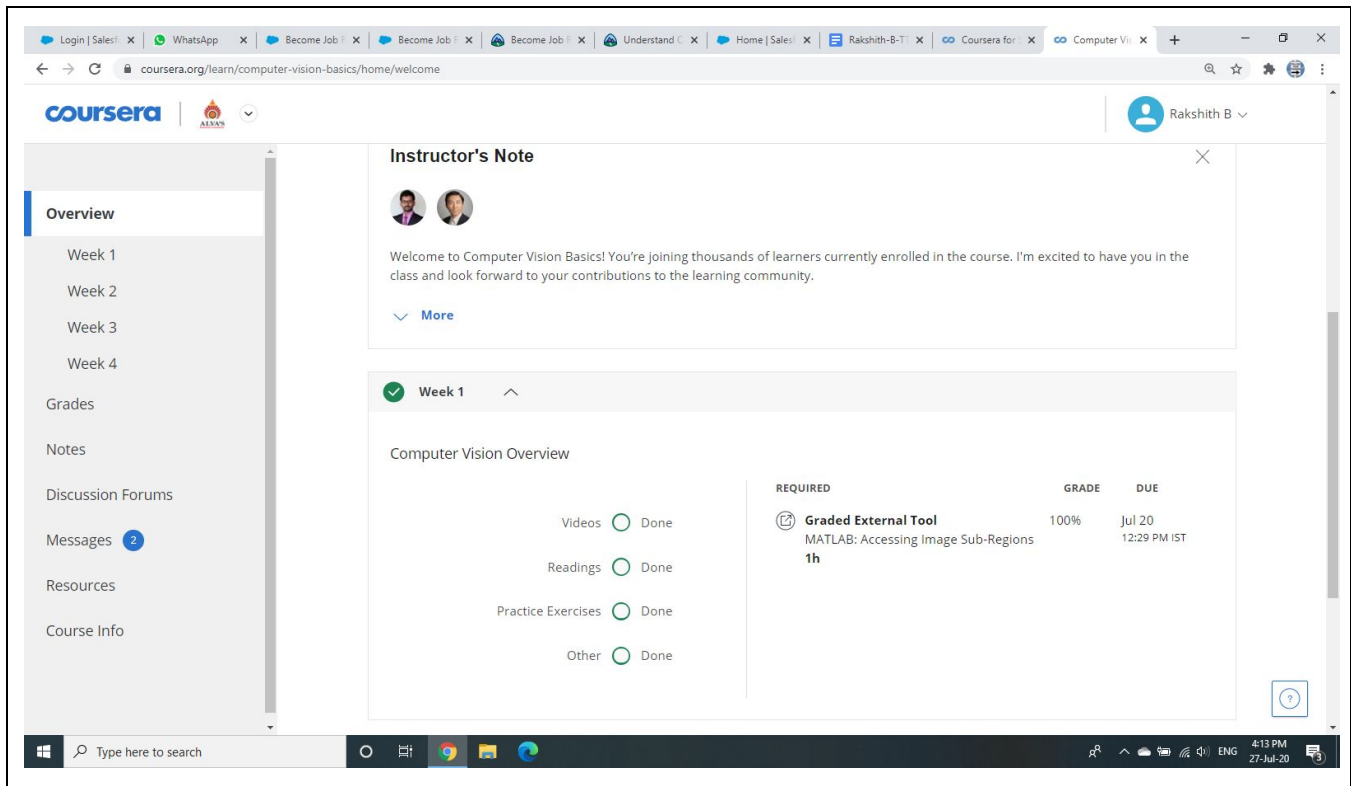 Login | Salesf
WhatsApp
Become Job
Become Job
Become Job
Understand
Home | Sales
Rakshith-B-T
Coursera for
Computer Vi
coursera.org/learn/computer-vision-basics/home/welcome
coursera
ALVA'S
Rakshith B
Overview
Week 1
Week 2
Week 3
Week 4
Grades
Notes
Discussion Forums
Messages 2
Resources
Course Info
Instructor's Note
Welcome to Computer Vision Basics! You're joining thousands of learners currently enrolled in the course. I'm excited to have you in the
class and look forward to your contributions to the learning community.
More
Week 1
Computer Vision Overview
Videos Done
Readings Done
Practice Exercises Done
Other Done
REQUIRED GRADE DUE
Graded External Tool 100% Jul 20
MATLAB: Accessing Image Sub-Regions 12:29 PM IST
1h
?
Type here to search
ENG
4:13 PM
27-Jul-20
3